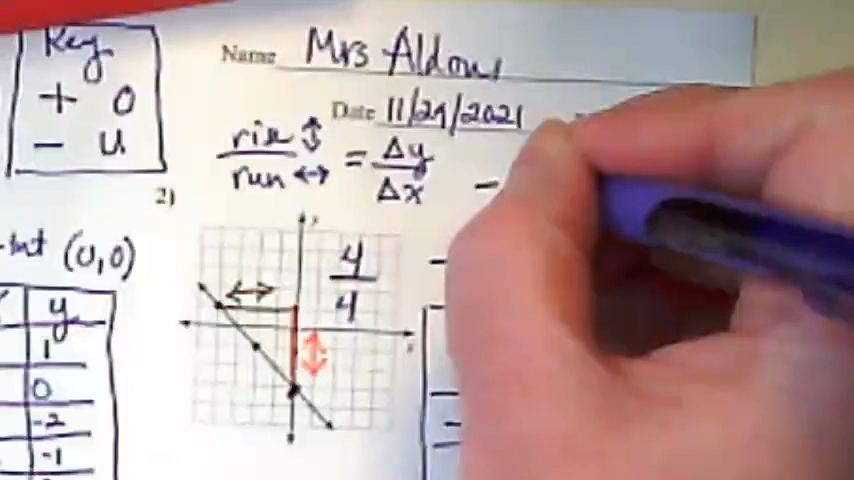 Key
+ 0
- u
Name Mrs Aldous
Date 11/29/2021
rise ↕ / run ↔ = Δy / Δx
-
2)
-int (0,0)
4
4
y
x
y
1
0
-2
-1